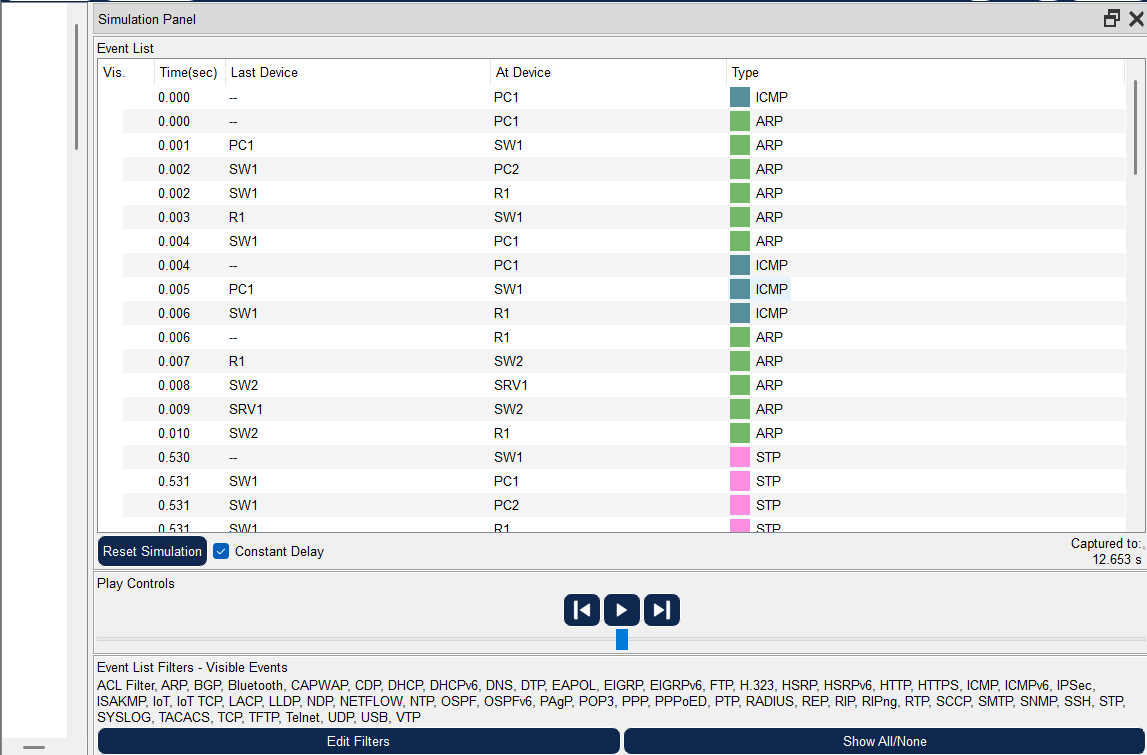 Simulation Panel
Event List
Vis. Time(sec) Last Device At Device Type
0.000 -- PC1 ICMP
0.000 -- PC1 ARP
0.001 PC1 SW1 ARP
0.002 SW1 PC2 ARP
0.002 SW1 R1 ARP
0.003 R1 SW1 ARP
0.004 SW1 PC1 ARP
0.004 -- PC1 ICMP
0.005 PC1 SW1 ICMP
0.006 SW1 R1 ICMP
0.006 -- R1 ARP
0.007 R1 SW2 ARP
0.008 SW2 SRV1 ARP
0.009 SRV1 SW2 ARP
0.010 SW2 R1 ARP
0.530 -- SW1 STP
0.531 SW1 PC1 STP
0.531 SW1 PC2 STP
0.531 SW1 R1 STP
Reset Simulation Constant Delay Captured to:
12.653 s
Play Controls
Event List Filters - Visible Events
ACL Filter, ARP, BGP, Bluetooth, CAPWAP, CDP, DHCP, DHCPv6, DNS, DTP, EAPOL, EIGRP, EIGRPv6, FTP, H.323, HSRP, HSRPv6, HTTP, HTTPS, ICMP, ICMPv6, IPSec,
ISAKMP, IoT, IoT TCP, LACP, LLDP, NDP, NETFLOW, NTP, OSPF, OSPFv6, PAgP, POP3, PPP, PPPoED, PTP, RADIUS, REP, RIP, RIPng, RTP, SCCP, SMTP, SNMP, SSH, STP,
SYSLOG, TACACS, TCP, TFTP, Telnet, UDP, USB, VTP
Edit Filters Show All/None